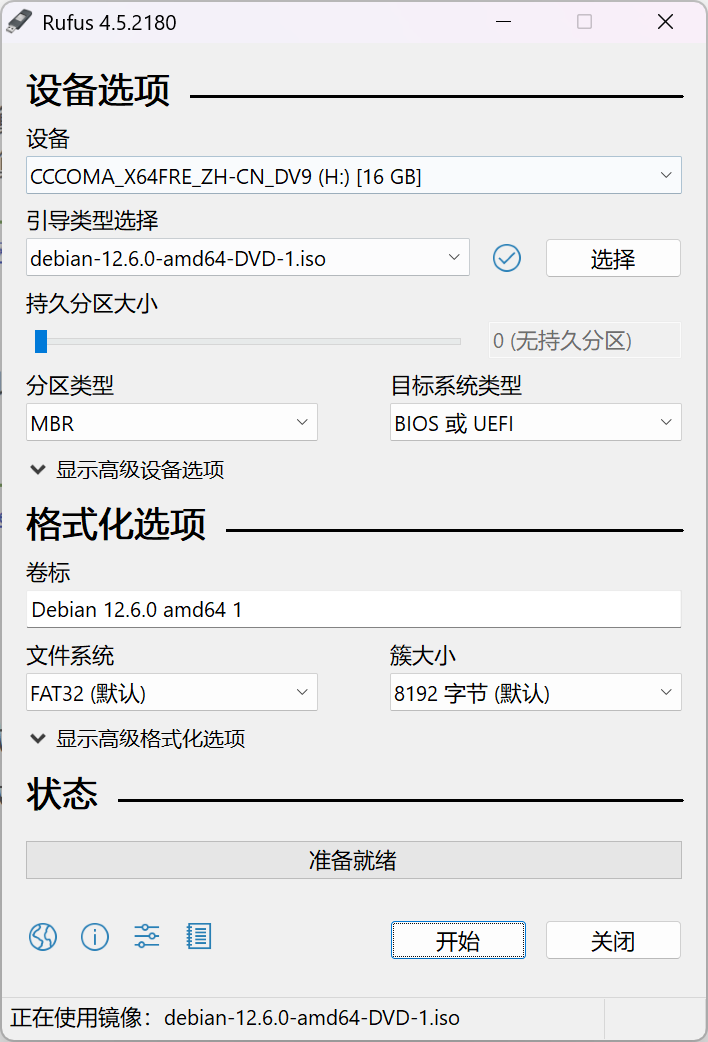 Rufus 4.5.2180
设备选项
设备
CCCOMA_X64FRE_ZH-CN_DV9 (H:) [16 GB]
引导类型选择
debian-12.6.0-amd64-DVD-1.iso
选择
持久分区大小
0 (无持久分区)
分区类型
目标系统类型
MBR
BIOS 或 UEFI
显示高级设备选项
格式化选项
卷标
Debian 12.6.0 amd64 1
文件系统
簇大小
FAT32 (默认)
8192 字节 (默认)
显示高级格式化选项
状态
准备就绪
开始
关闭
正在使用镜像：debian-12.6.0-amd64-DVD-1.iso